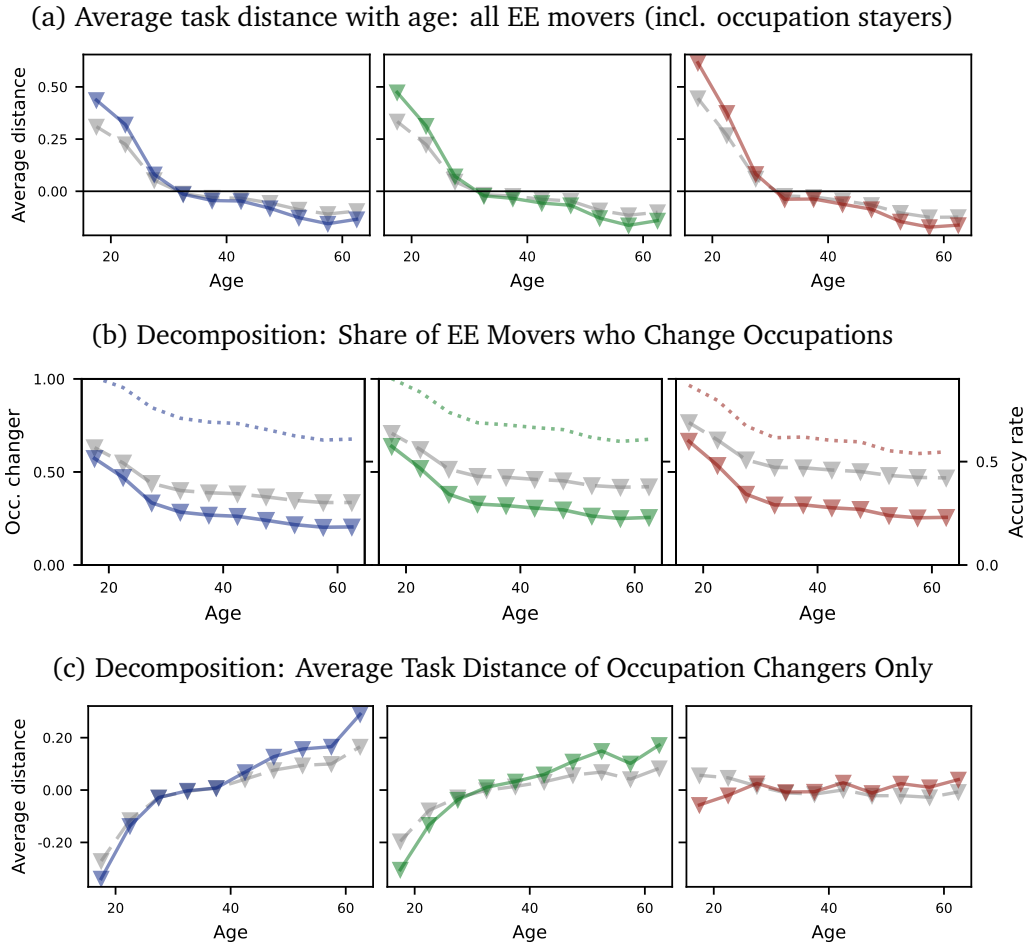 (a) Average task distance with age: all EE movers (incl. occupation stayers)
Average distance
0.50
0.25
0.00
20 40 60
20 40 60
20 40 60
Age
Age
Age
(b) Decomposition: Share of EE Movers who Change Occupations
Occ. changer
1.00
0.50
0.00
0.5
0.0
Accuracy rate
20 40 60
20 40 60
20 40 60
Age
Age
Age
(c) Decomposition: Average Task Distance of Occupation Changers Only
Average distance
0.20
0.00
-0.20
20 40 60
20 40 60
20 40 60
Age
Age
Age